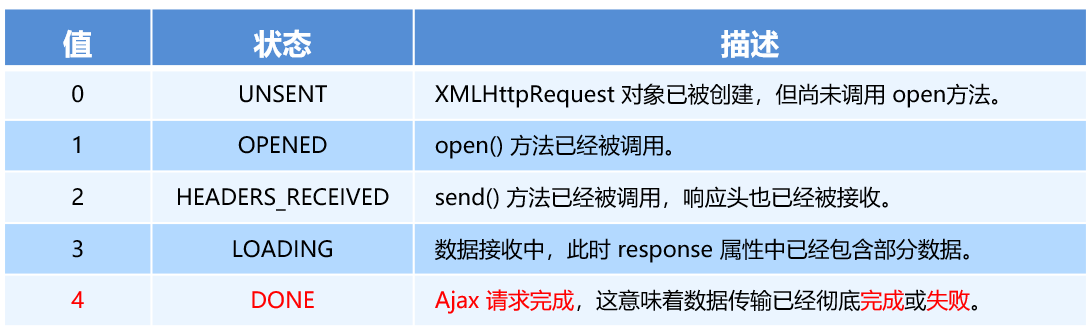 值 状态 描述
0 UNSENT XMLHttpRequest 对象已被创建，但尚未调用 open方法。
1 OPENED open() 方法已经被调用。
2 HEADERS_RECEIVED send() 方法已经被调用，响应头也已经被接收。
3 LOADING 数据接收中，此时 response 属性中已经包含部分数据。
4 DONE Ajax 请求完成，这意味着数据传输已经彻底完成或失败。